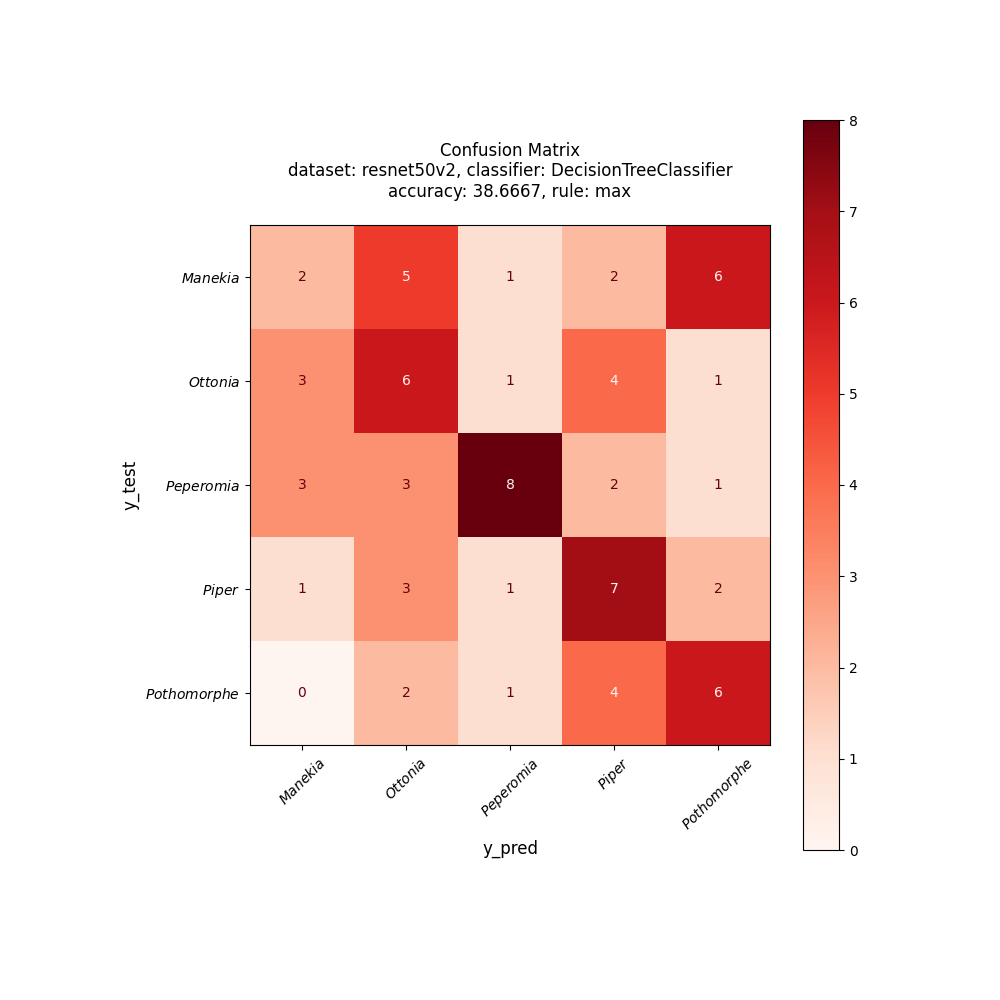 Confusion Matrix
dataset: resnet50v2, classifier: DecisionTreeClassifier
accuracy: 38.6667, rule: max
y_test
Manekia 2 5 1 2 6
Ottonia 3 6 1 4 1
Peperomia 3 3 8 2 1
Piper 1 3 1 7 2
Pothomorphe 0 2 1 4 6
Manekia Ottonia Peperomia Piper Pothomorphe
y_pred
8
7
6
5
4
3
2
1
0